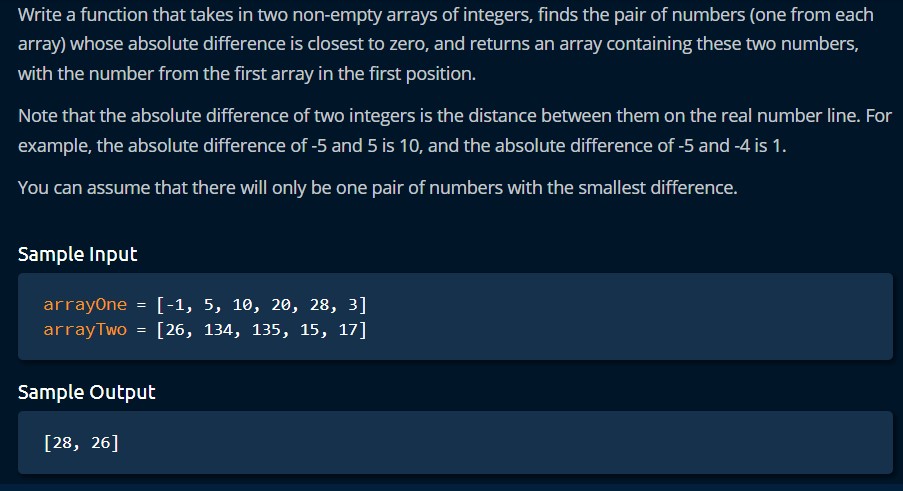 Write a function that takes in two non-empty arrays of integers, finds the pair of numbers (one from each
array) whose absolute difference is closest to zero, and returns an array containing these two numbers,
with the number from the first array in the first position.
Note that the absolute difference of two integers is the distance between them on the real number line. For
example, the absolute difference of -5 and 5 is 10, and the absolute difference of -5 and -4 is 1.
You can assume that there will only be one pair of numbers with the smallest difference.
Sample Input
arrayOne = [-1, 5, 10, 20, 28, 3]
arrayTwo = [26, 134, 135, 15, 17]
Sample Output
[28, 26]